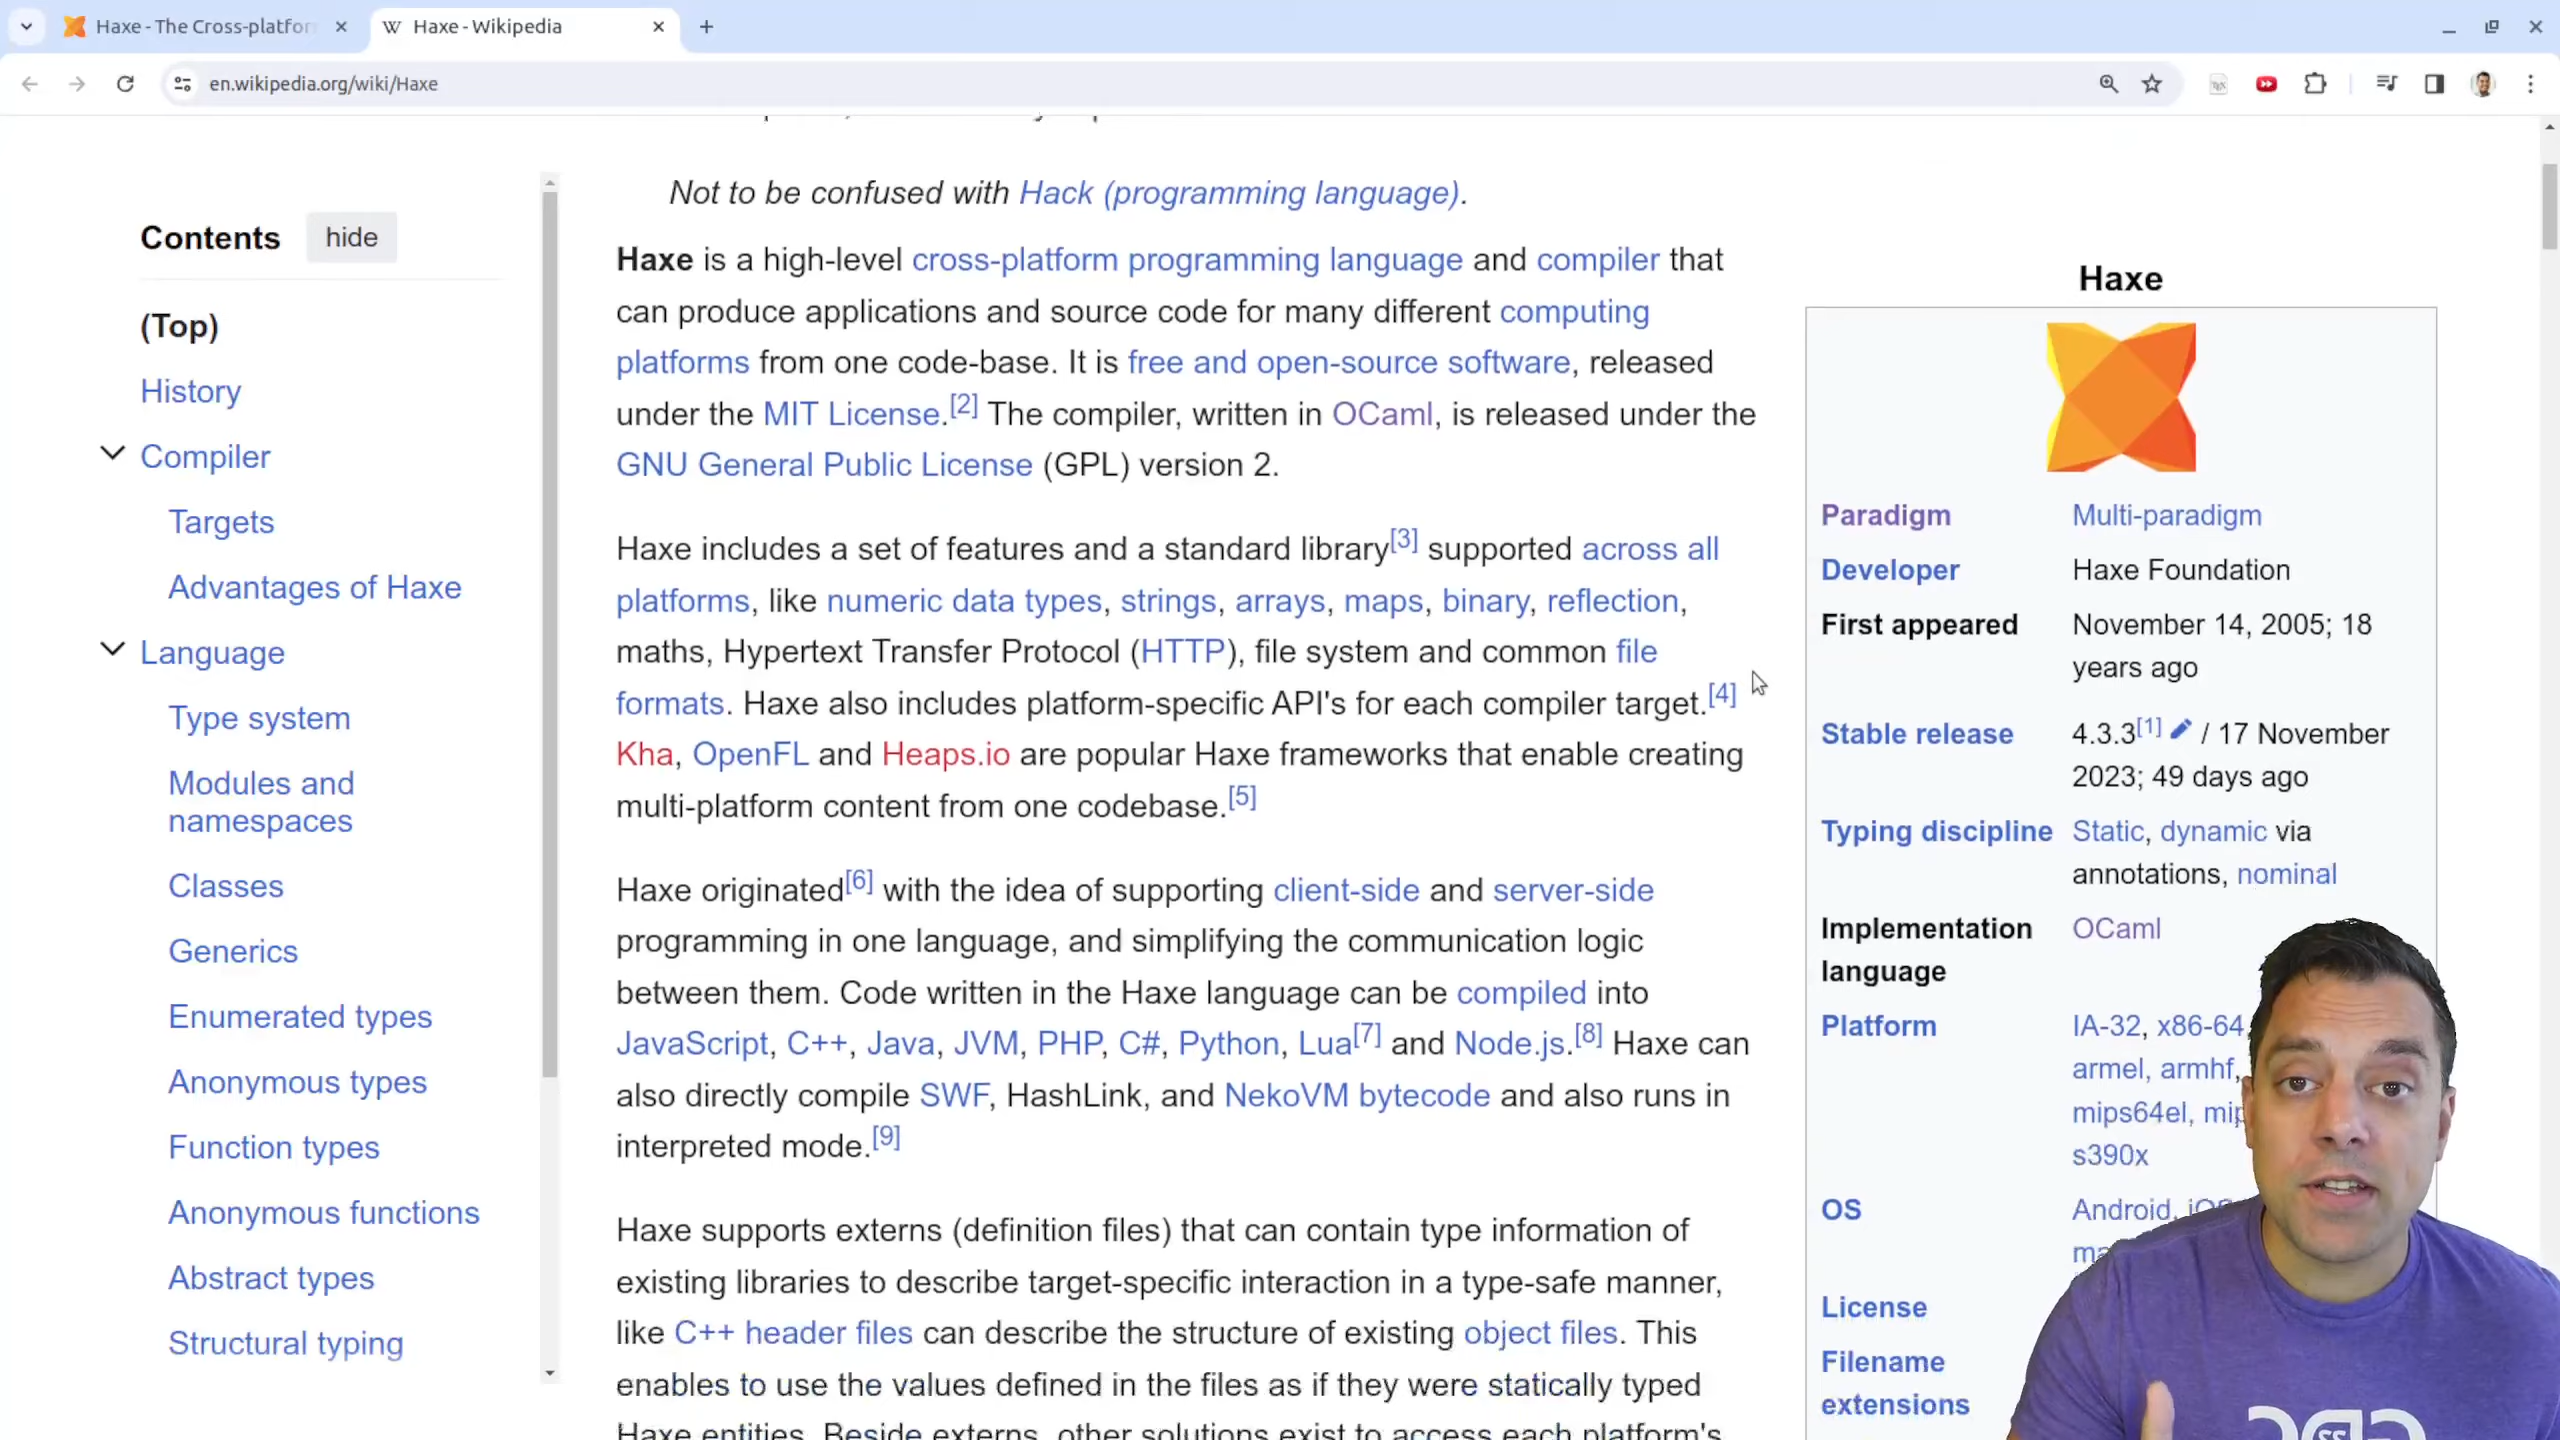 Haxe - The Cross-platfor
Haxe - Wikipedia
en.wikipedia.org/wiki/Haxe
Not to be confused with Hack (programming language).
Contents
hide
(Top)
History
Compiler
Targets
Advantages of Haxe
Language
Type system
Modules and
namespaces
Classes
Generics
Enumerated types
Anonymous types
Function types
Anonymous functions
Abstract types
Structural typing
Haxe is a high-level cross-platform programming language and compiler that
can produce applications and source code for many different computing
platforms from one code-base. It is free and open-source software, released
under the MIT License.[2] The compiler, written in OCaml, is released under the
GNU General Public License (GPL) version 2.
Haxe includes a set of features and a standard library[3] supported across all
platforms, like numeric data types, strings, arrays, maps, binary, reflection,
maths, Hypertext Transfer Protocol (HTTP), file system and common file
formats. Haxe also includes platform-specific API's for each compiler target.[4]
Kha, OpenFL and Heaps.io are popular Haxe frameworks that enable creating
multi-platform content from one codebase.[5]
Haxe originated[6] with the idea of supporting client-side and server-side
programming in one language, and simplifying the communication logic
between them. Code written in the Haxe language can be compiled into
JavaScript, C++, Java, JVM, PHP, C#, Python, Lua[7] and Node.js.[8] Haxe can
also directly compile SWF, HashLink, and NekoVM bytecode and also runs in
interpreted mode.[9]
Haxe supports externs (definition files) that can contain type information of
existing libraries to describe target-specific interaction in a type-safe manner,
like C++ header files can describe the structure of existing object files. This
enables to use the values defined in the files as if they were statically typed
Haxe entities. Beside externs, other solutions exist to access each platform's
Haxe
Paradigm Multi-paradigm
Developer Haxe Foundation
First appeared November 14, 2005; 18
years ago
Stable release 4.3.3[1] / 17 November
2023; 49 days ago
Typing discipline Static, dynamic via
annotations, nominal
Implementation OCaml
language
Platform IA-32, x86-64,
armel, armhf,
mips64el,
s390x
OS Android,
License
Filename
extensions